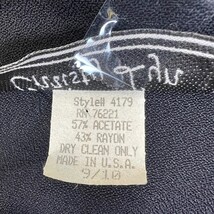 Style# 4179
RN 76221
57% ACETATE
43% RAYON
DRY CLEAN ONLY
MADE IN U.S.A.
9/10